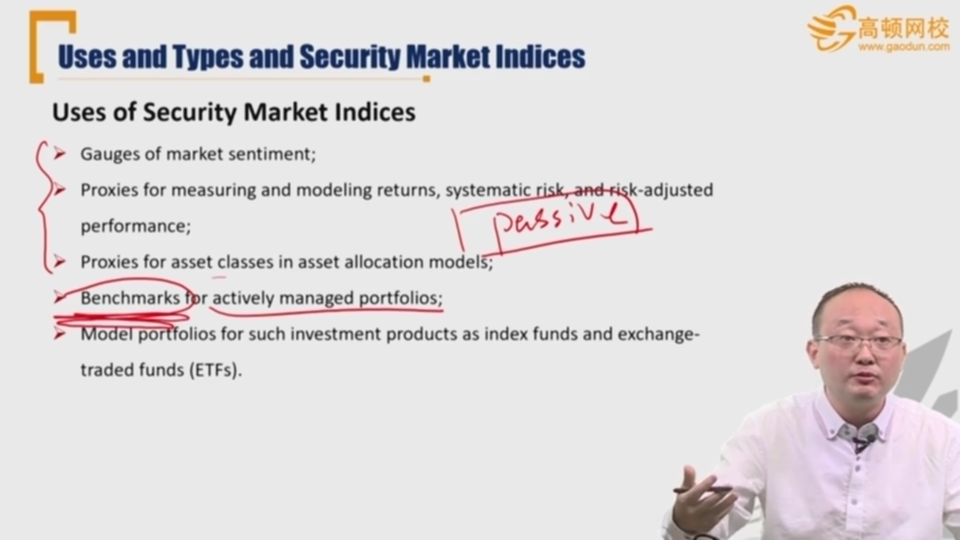 Uses and Types and Security Market Indices
高顿网校
www.gaodun.com
Uses of Security Market Indices
Gauges of market sentiment;
Proxies for measuring and modeling returns, systematic risk, and risk-adjusted
performance;
passive
Proxies for asset classes in asset allocation models;
Benchmarks for actively managed portfolios;
Model portfolios for such investment products as index funds and exchange-
traded funds (ETFs).